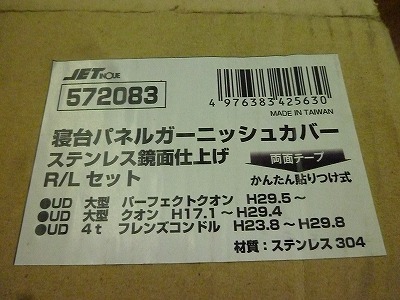 JET INOUE
572083
4 976383 425630
MADE IN TAIWAN
寝台パネルガーニッシュカバー
ステンレス鏡面仕上げ
R/L セット
両面テープ
かんたん貼りつけ式
●UD 大型 パーフェクトクオン H29.5～
●UD 大型 クオン H17.1～H29.4
●UD 4t フレンズコンドル H23.8～H29.8
材質：ステンレス304